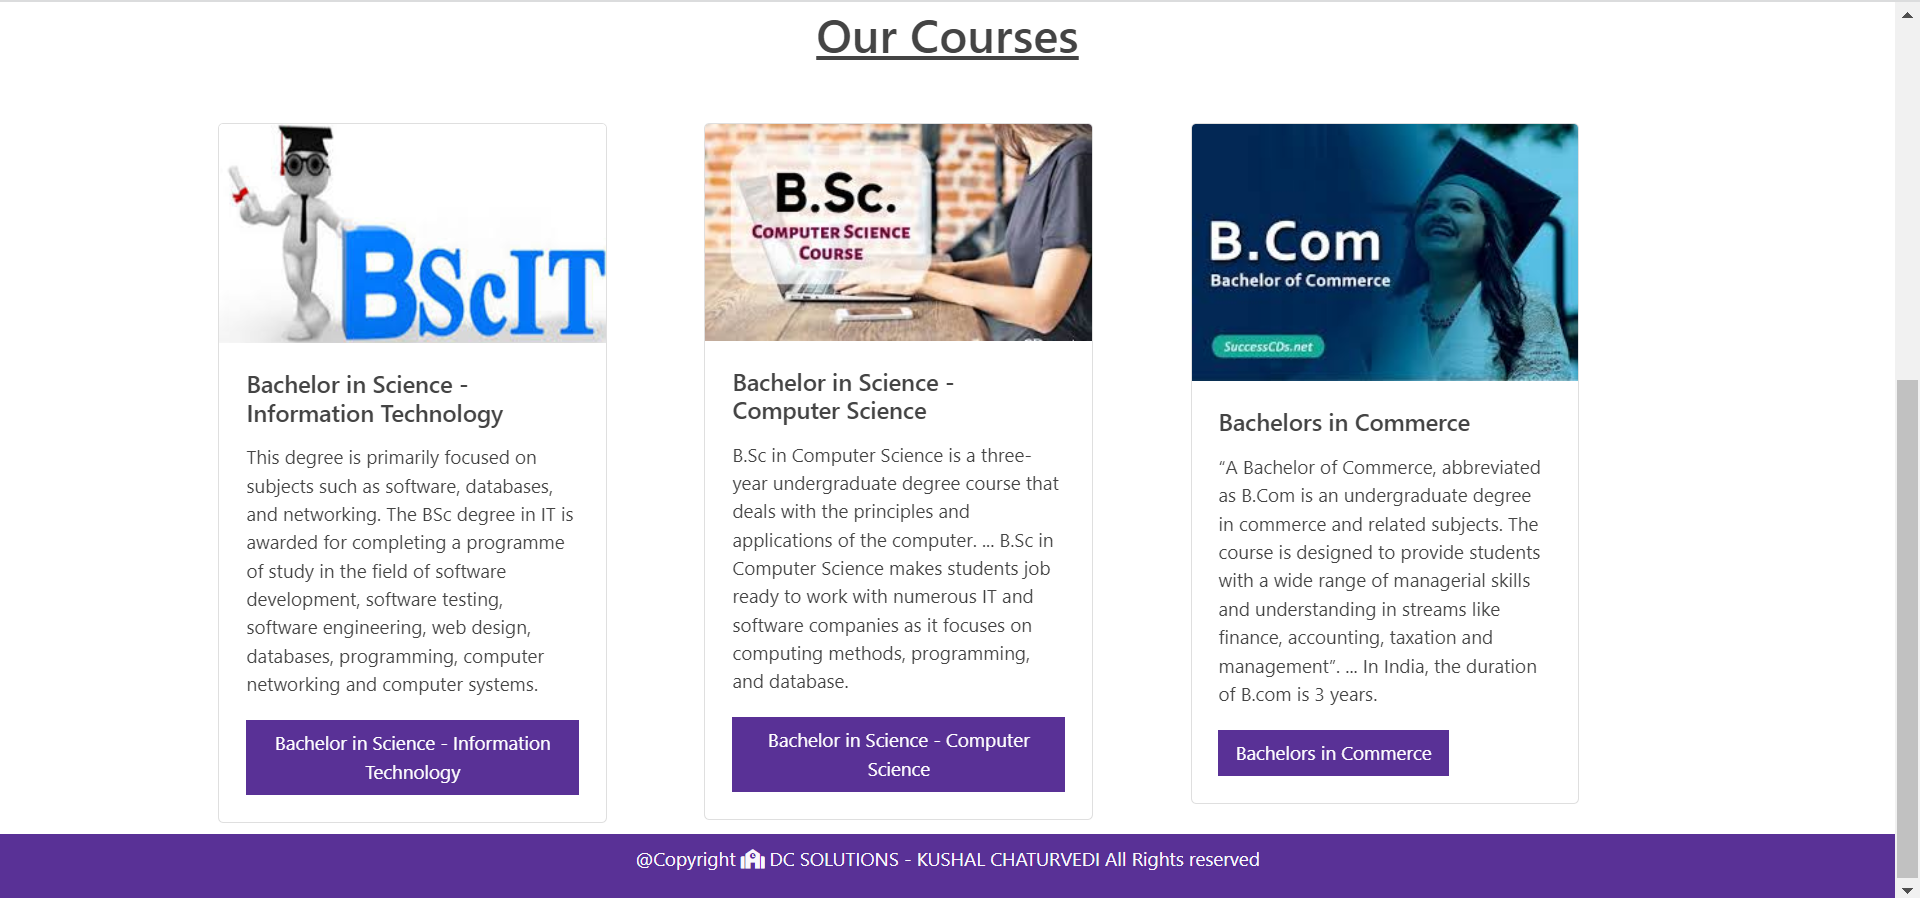 Our Courses
BScIT
Bachelor in Science -
Information Technology
This degree is primarily focused on
subjects such as software, databases,
and networking. The BSc degree in IT is
awarded for completing a programme
of study in the field of software
development, software testing,
software engineering, web design,
databases, programming, computer
networking and computer systems.
Bachelor in Science - Information
Technology
B.Sc.
COMPUTER SCIENCE
COURSE
Bachelor in Science -
Computer Science
B.Sc in Computer Science is a three-
year undergraduate degree course that
deals with the principles and
applications of the computer. ... B.Sc in
Computer Science makes students job
ready to work with numerous IT and
software companies as it focuses on
computing methods, programming,
and database.
Bachelor in Science - Computer
Science
B.Com
Bachelor of Commerce
SuccessCDs.net
Bachelors in Commerce
“A Bachelor of Commerce, abbreviated
as B.Com is an undergraduate degree
in commerce and related subjects. The
course is designed to provide students
with a wide range of managerial skills
and understanding in streams like
finance, accounting, taxation and
management”. ... In India, the duration
of B.com is 3 years.
Bachelors in Commerce
@Copyright DC SOLUTIONS - KUSHAL CHATURVEDI All Rights reserved